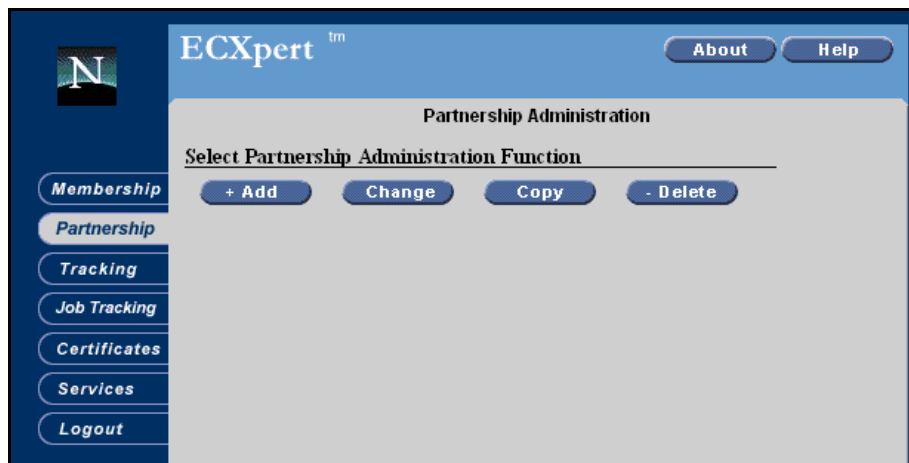 N
ECXpert tm
About
Help
Partnership Administration
Select Partnership Administration Function
+ Add
Change
Copy
- Delete
Membership
Partnership
Tracking
Job Tracking
Certificates
Services
Logout